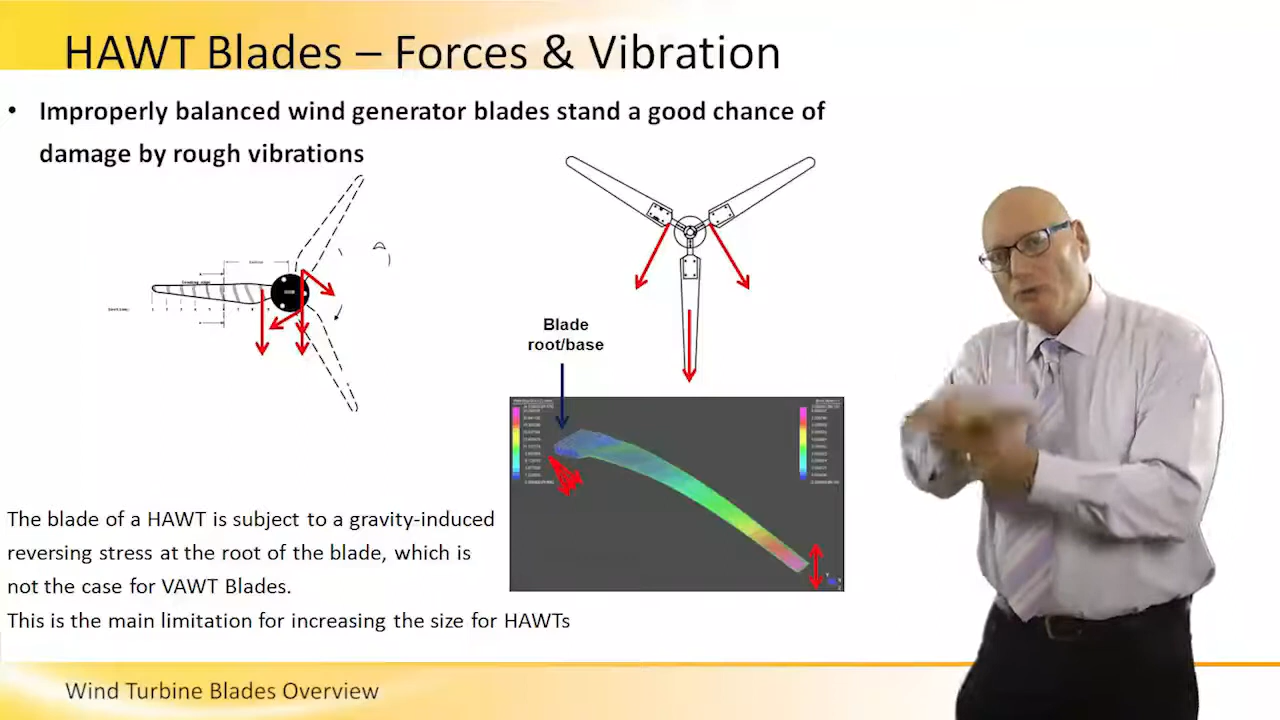 HAWT Blades – Forces & Vibration
• Improperly balanced wind generator blades stand a good chance of
damage by rough vibrations
Blade
root/base
The blade of a HAWT is subject to a gravity-induced
reversing stress at the root of the blade, which is
not the case for VAWT Blades.
This is the main limitation for increasing the size for HAWTs
Wind Turbine Blades Overview